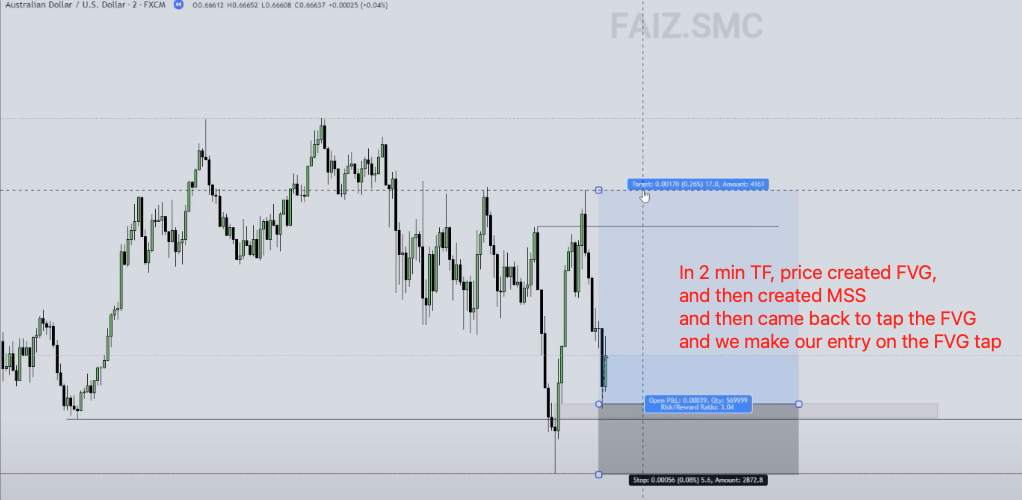 Australian Dollar / U.S. Dollar · 2 · FXCM O0.66612 H0.66652 L0.66608 C0.66637 +0.00025 (+0.04%)
FAIZ.SMC
Target: 0.00170 (0.26%) 17.0, Amount: 4361
In 2 min TF, price created FVG,
and then created MSS
and then came back to tap the FVG
and we make our entry on the FVG tap
Open P&L: 0.00039, Qty: 569999
Risk/Reward Ratio: 3.04
Stop: 0.00056 (0.08%) 5.6, Amount: 2872.8